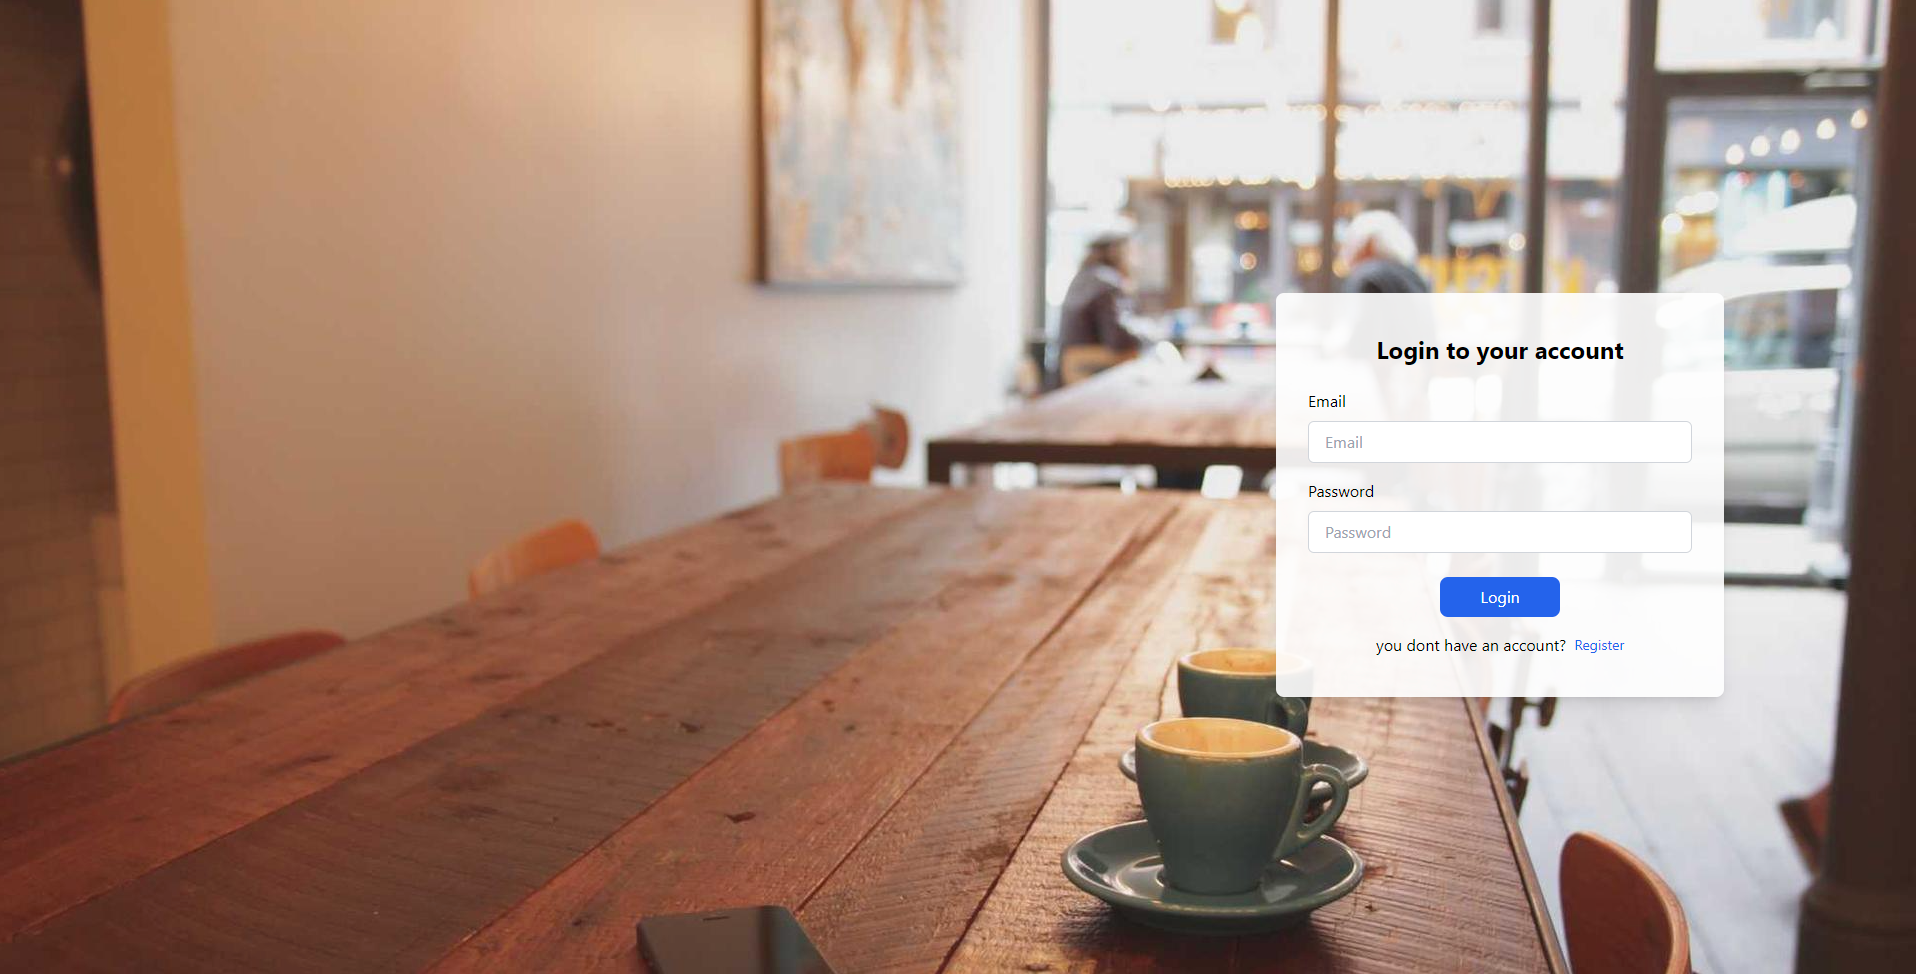 Login to your account
Email
Email
Password
Password
Login
you dont have an account? Register